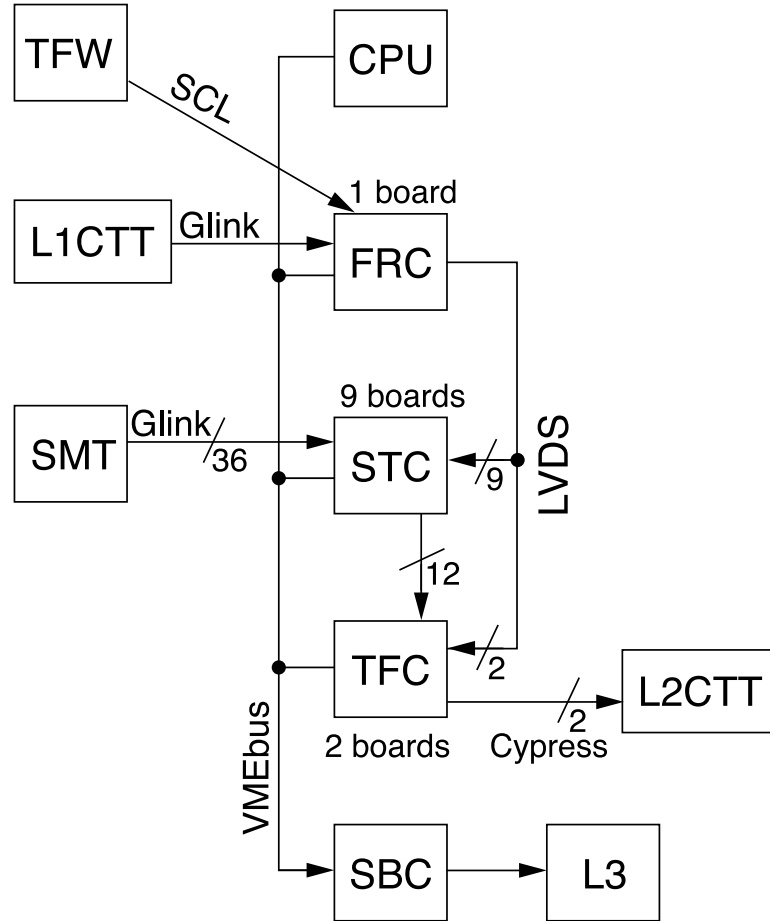 TFW
CPU
SCL
1 board
L1CTT
Glink
FRC
9 boards
SMT
Glink
36
STC
9
LVDS
12
TFC
2
L2CTT
2 boards
Cypress
2
VMEbus
SBC
L3